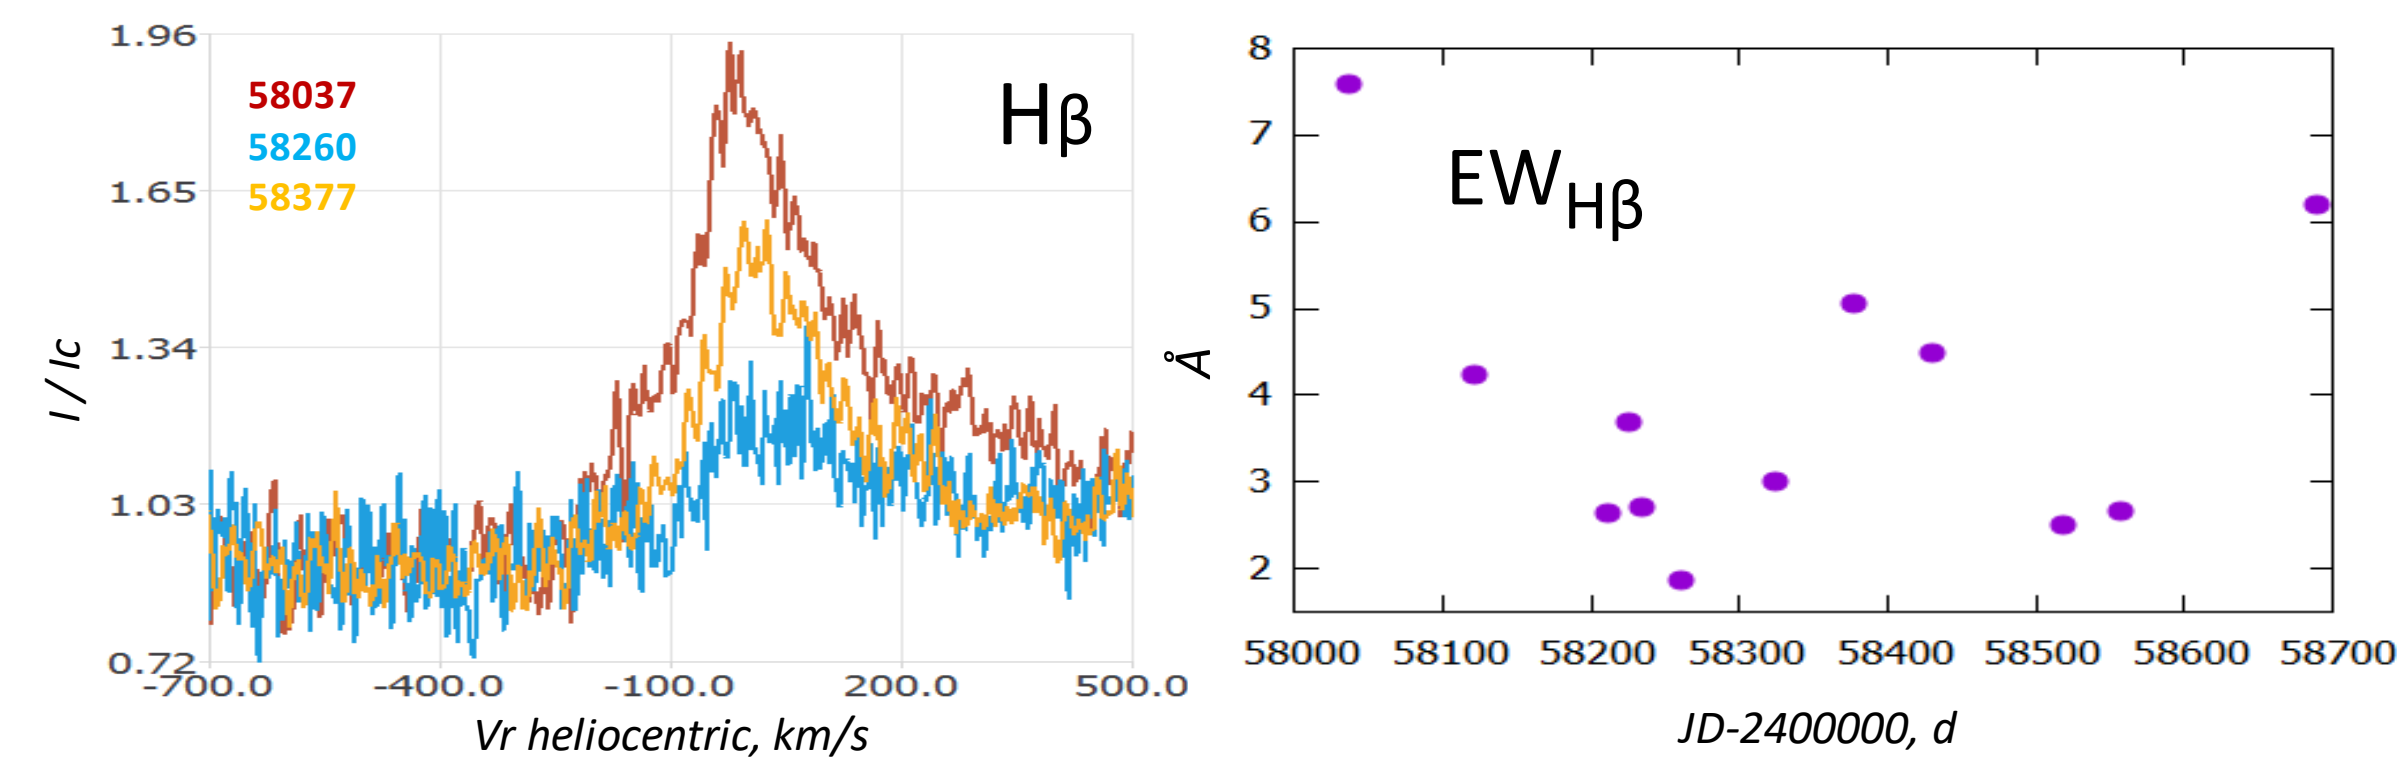 1.96
1.65
1.34
1.03
0.72
I / Ic
58037
58260
58377
Hβ
-700.0 -400.0 -100.0 200.0 500.0
Vr heliocentric, km/s
8
7
6
5
4
3
2
Å
EWHβ
58000 58100 58200 58300 58400 58500 58600 58700
JD-2400000, d